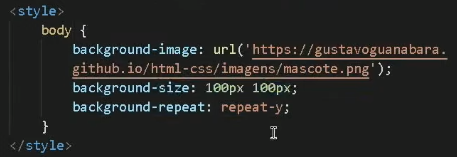 <style>
body {
background-image: url('https://gustavoguanabara.
github.io/html-css/imagens/mascote.png');
background-size: 100px 100px;
background-repeat: repeat-y;
}
</style>